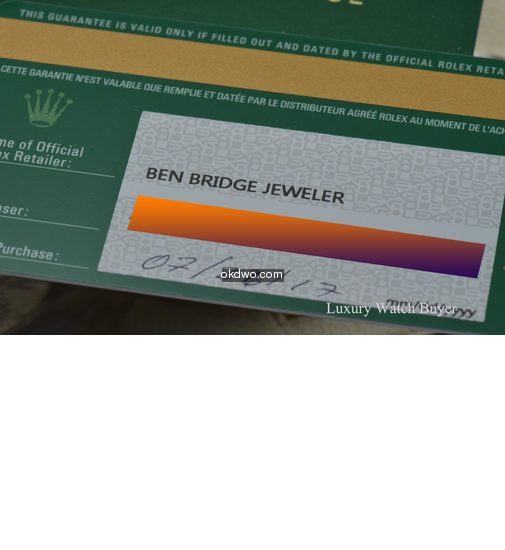 THIS GUARANTEE IS VALID ONLY IF FILLED OUT AND DATED BY THE OFFICIAL ROLEX RETA
CETTE GARANTIE N'EST VALABLE QUE REMPLIE ET DATÉE PAR LE DISTRIBUTEUR AGRÉÉ ROLEX AU MOMENT DE L'ACH
me of Official
ex Retailer:
BEN BRIDGE JEWELER
aser:
Purchase:
07/ /17
okdwo.com
Luxury Watch Buyer